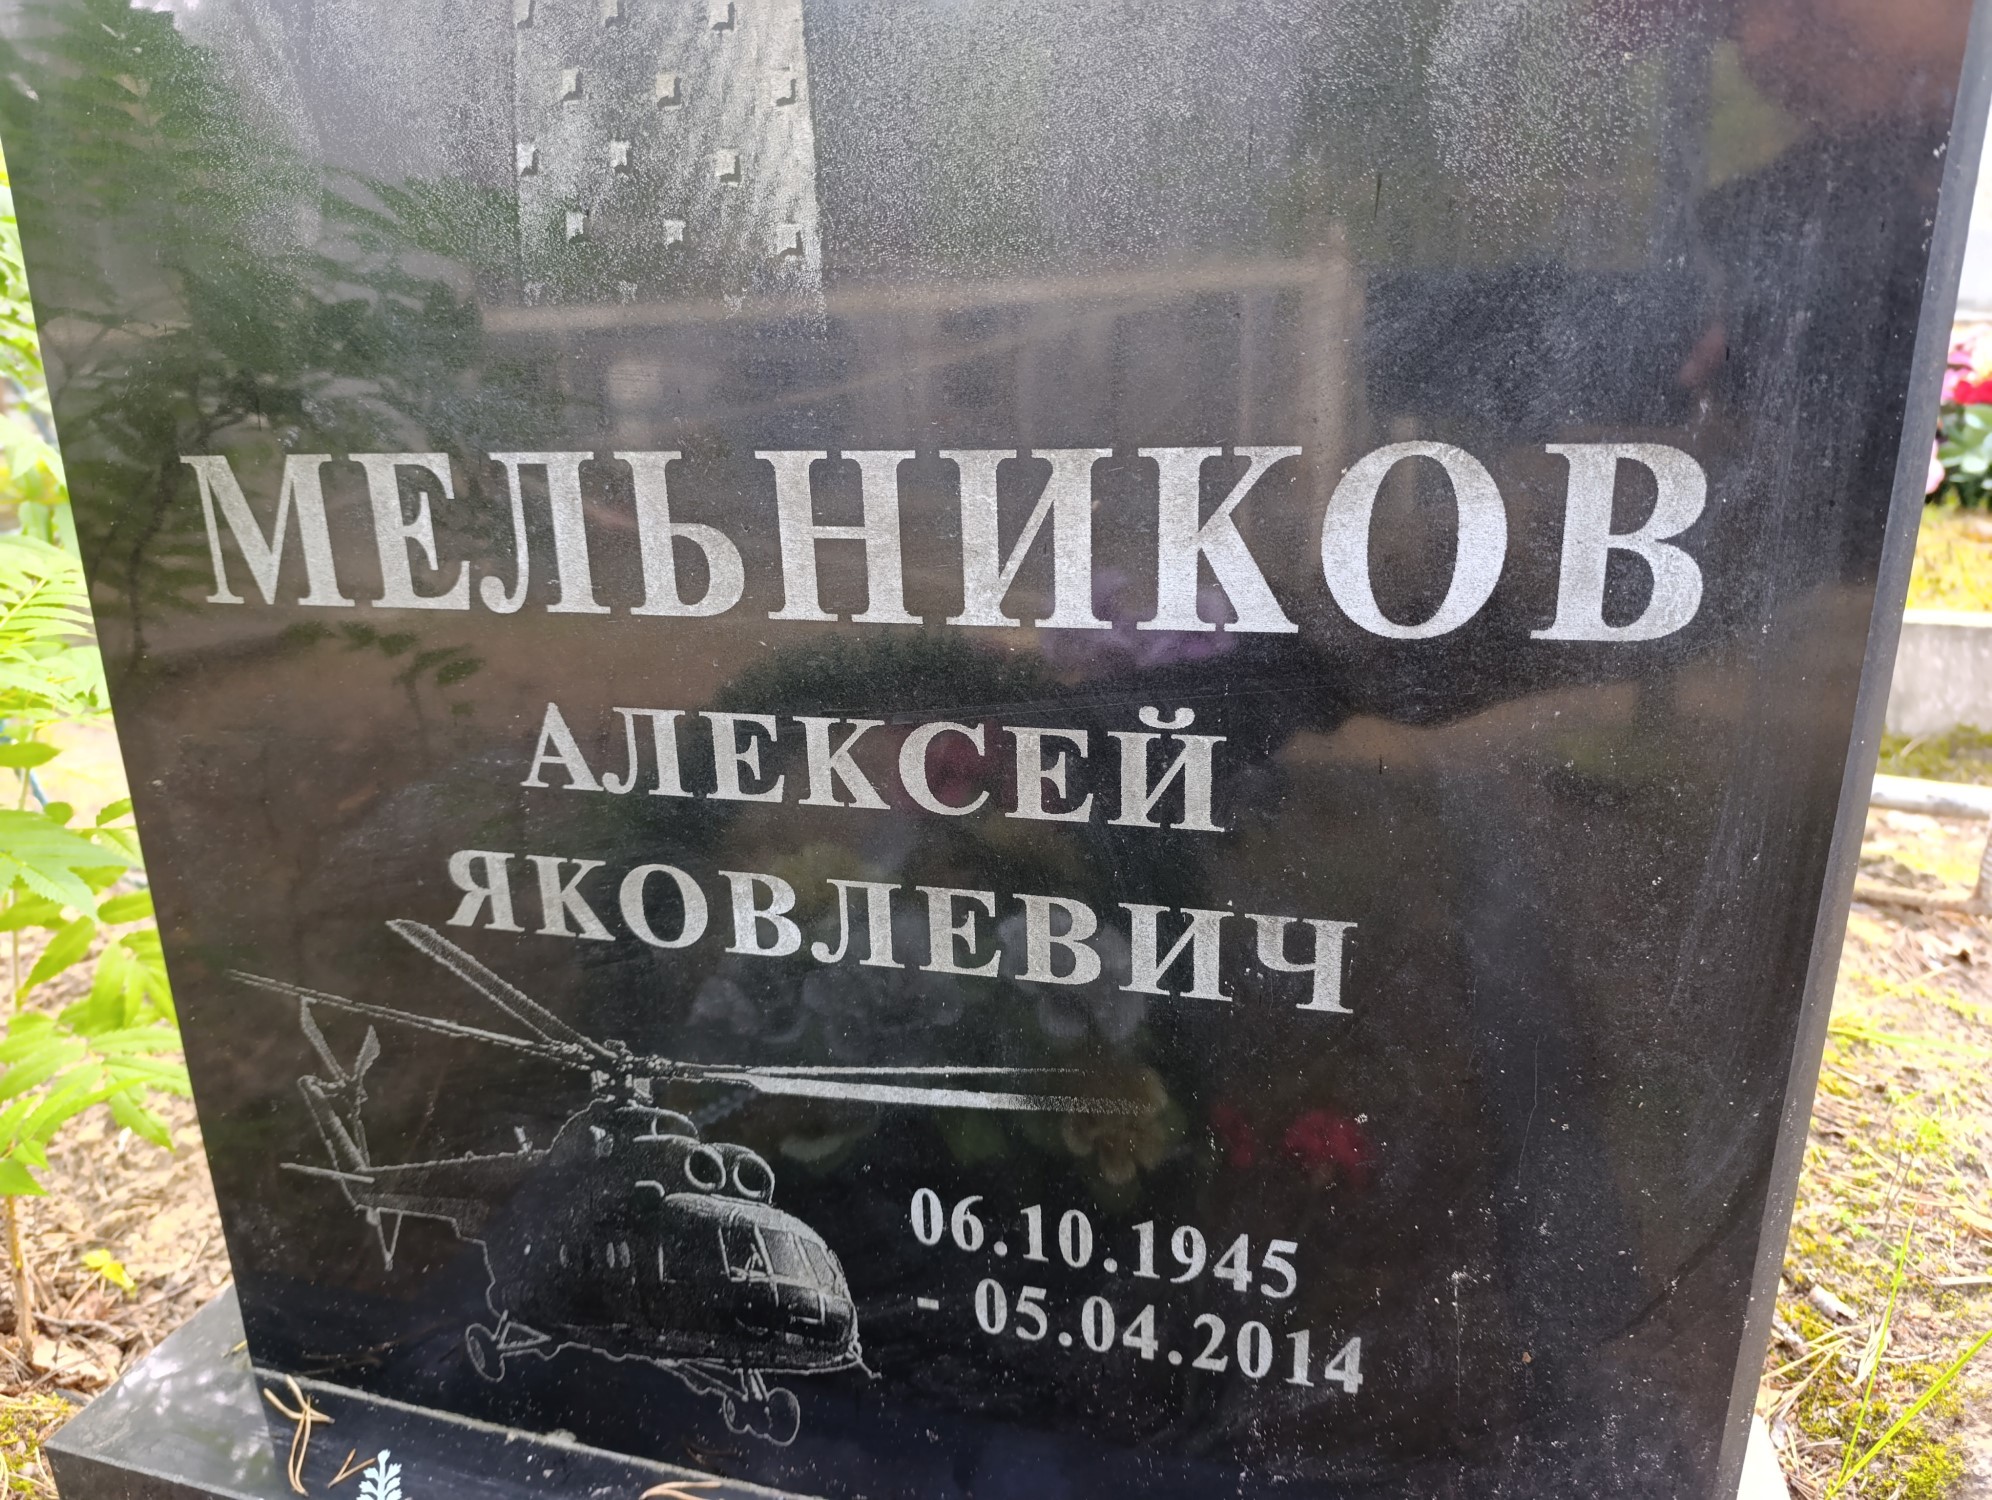 МЕЛЬНИКОВ
АЛЕКСЕЙ
ЯКОВЛЕВИЧ
06.10.1945
- 05.04.2014